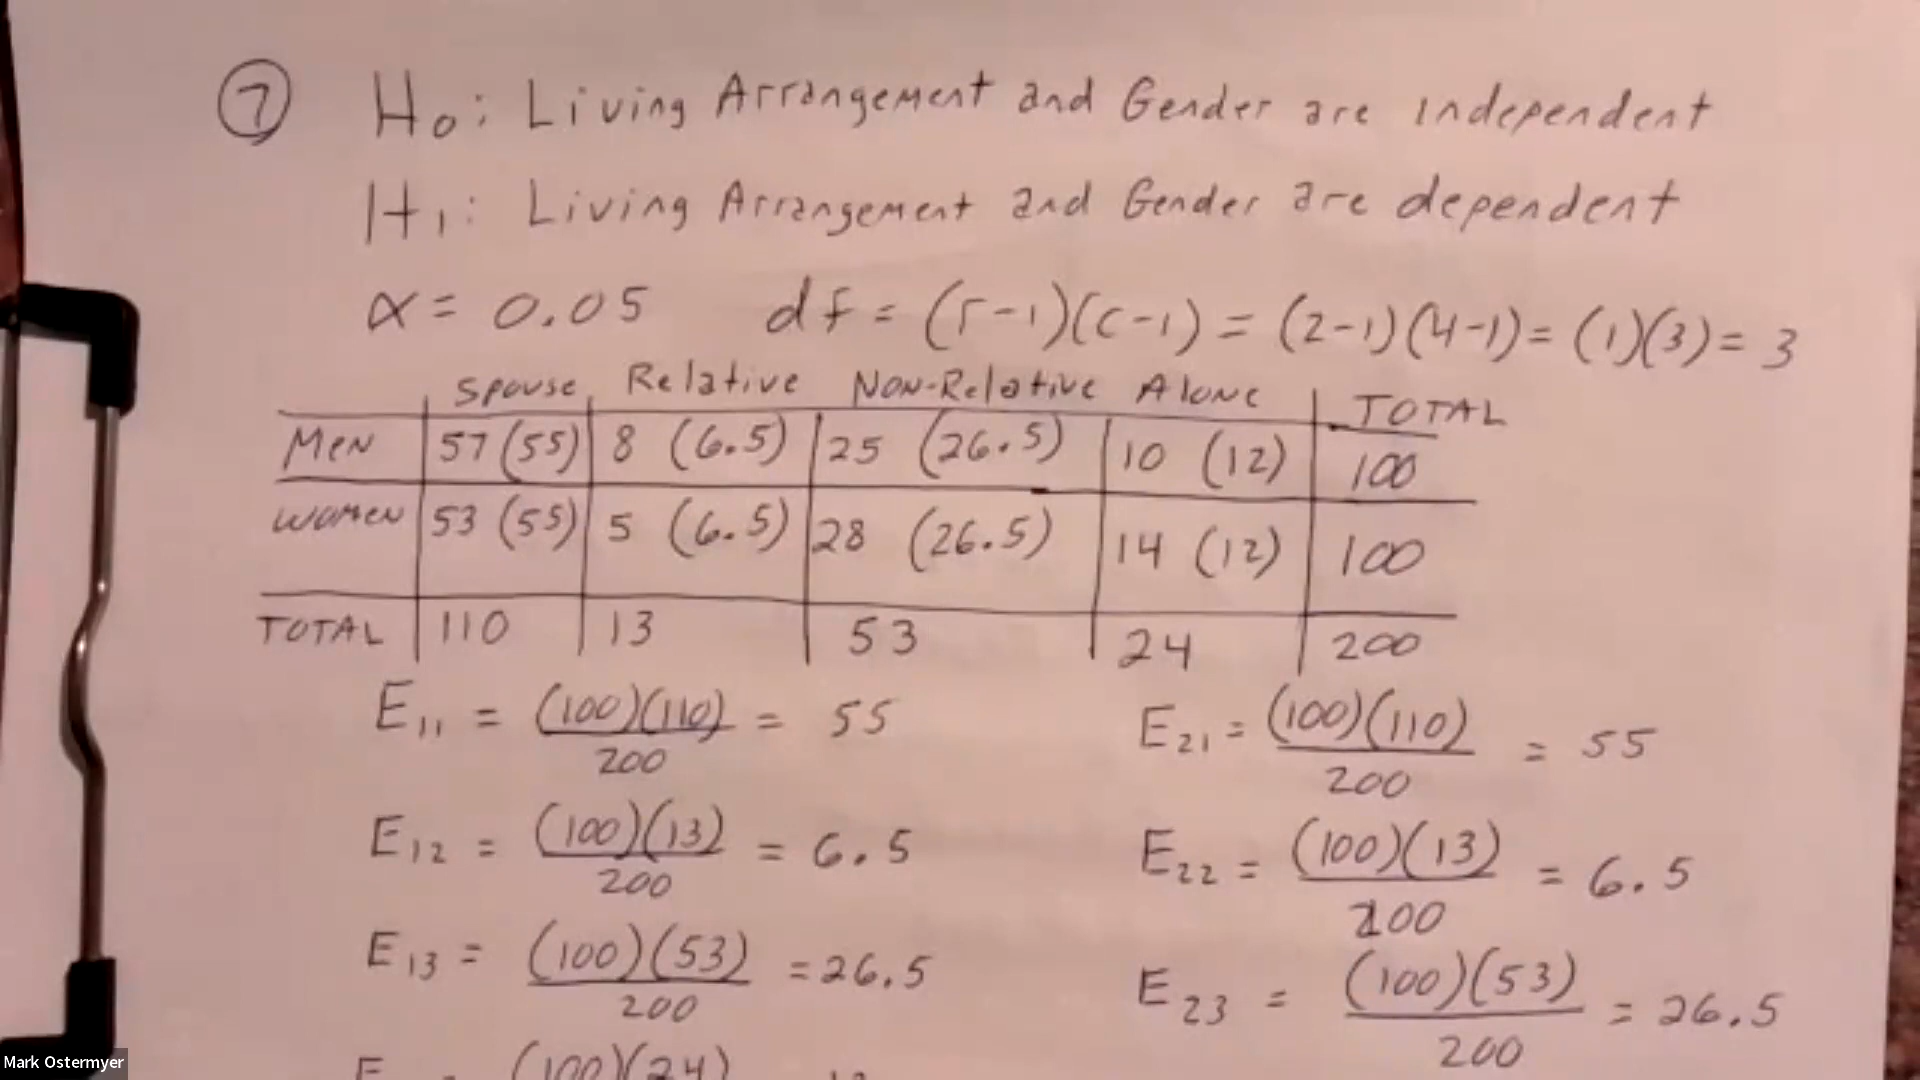 7 H₀: Living Arrangement and Gender are independent
H₁: Living Arrangement and Gender are dependent
α = 0.05 df = (r-1)(c-1) = (2-1)(4-1) = (1)(3) = 3
Spouse Relative Non-Relative Alone TOTAL
Men 57 (55) 8 (6.5) 25 (26.5) 10 (12) 100
Women 53 (55) 5 (6.5) 28 (26.5) 14 (12) 100
TOTAL 110 13 53 24 200
E₁₁ = (100)(110)/200 = 55 E₂₁ = (100)(110)/200 = 55
E₁₂ = (100)(13)/200 = 6.5 E₂₂ = (100)(13)/200 = 6.5
E₁₃ = (100)(53)/200 = 26.5 E₂₃ = (100)(53)/200 = 26.5
(100)(24)
Mark Ostermyer